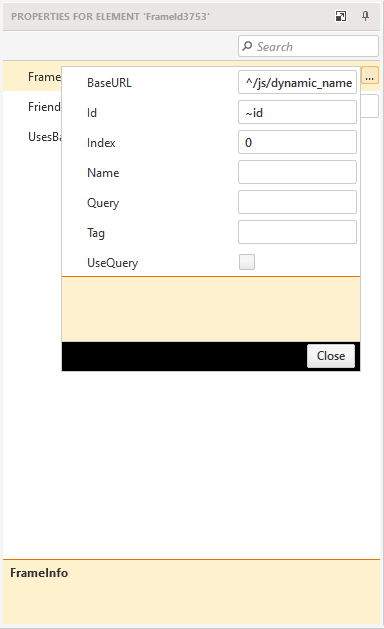 PROPERTIES FOR ELEMENT 'FrameId3753'
Search
Frame
...
Friend
UsesBa
BaseURL ^/js/dynamic_name
Id ~id
Index 0
Name
Query
Tag
UseQuery
Close
FrameInfo